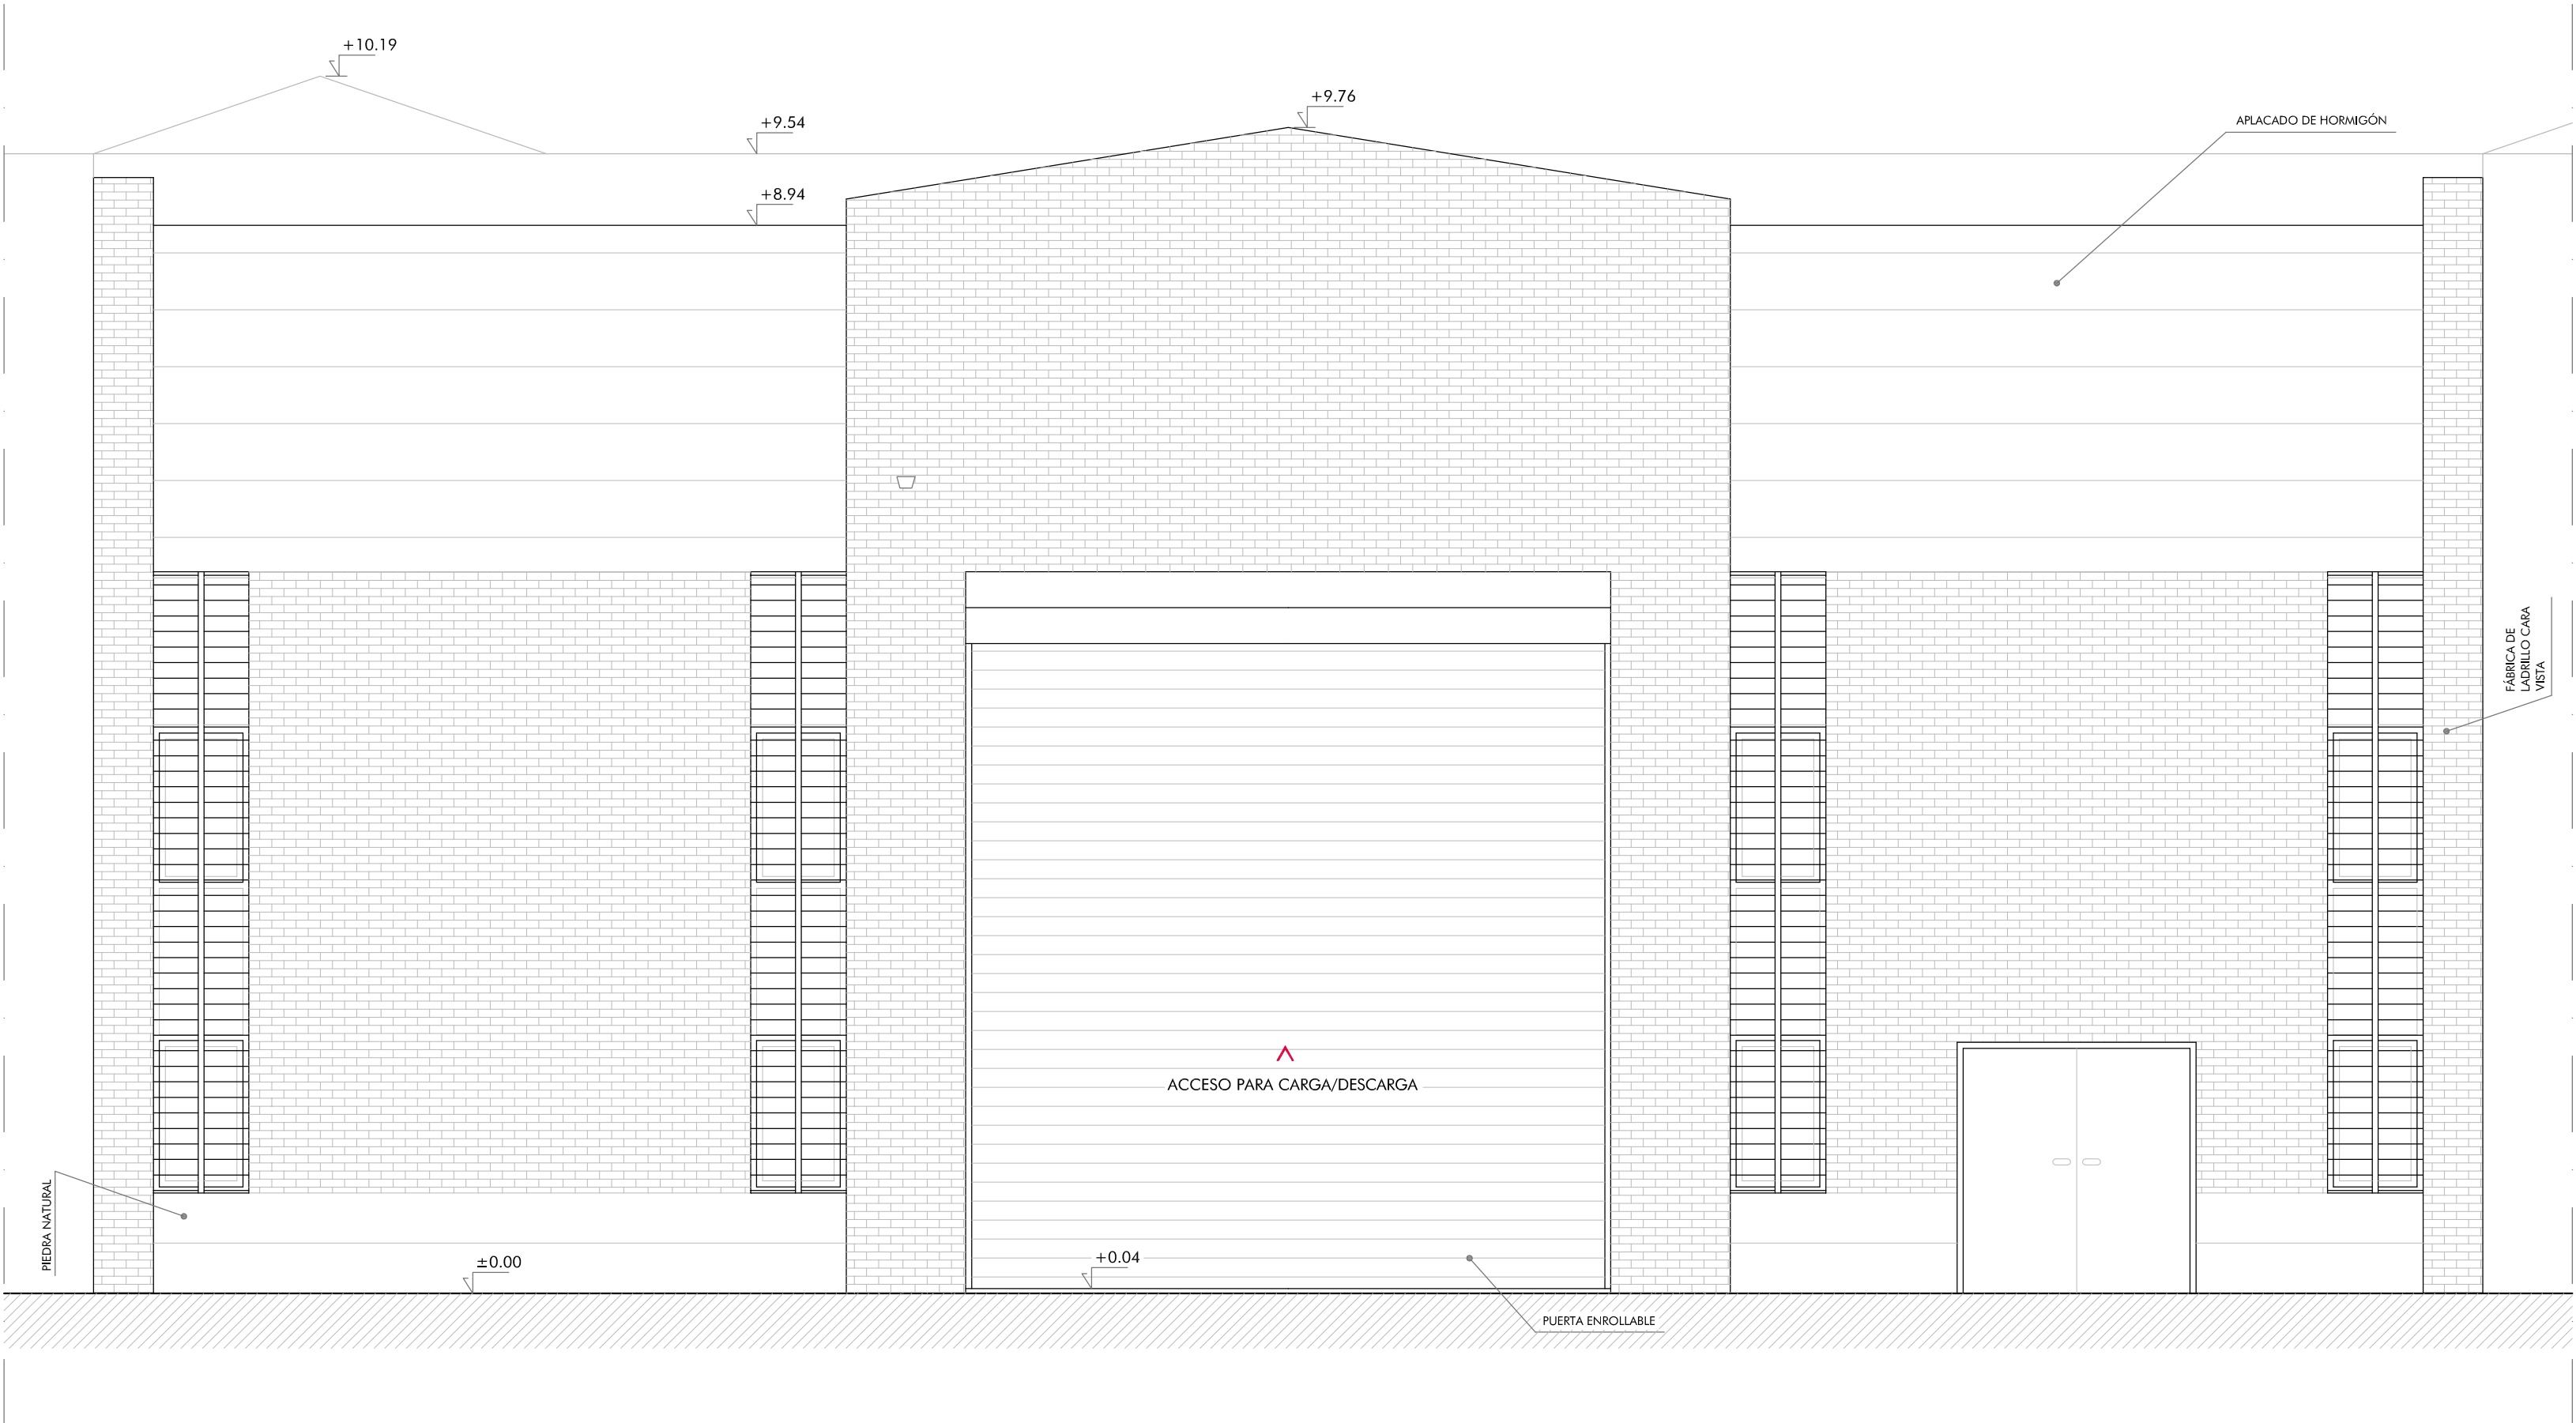 +10.19
+9.76
+9.54
APLACADO DE HORMIGÓN
+8.94
FÁBRICA DE
LADRILLO CARA
VISTA
ACCESO PARA CARGA/DESCARGA
PIEDRA NATURAL
±0.00
+0.04
PUERTA ENROLLABLE